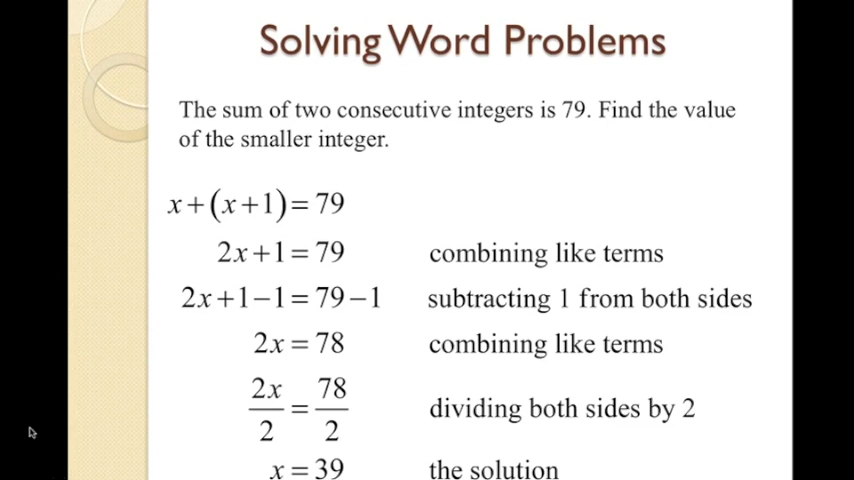 Solving Word Problems
The sum of two consecutive integers is 79. Find the value
of the smaller integer.
x+(x+1)=79
2x+1=79 combining like terms
2x+1−1=79−1 subtracting 1 from both sides
2x=78 combining like terms
2x/2=78/2 dividing both sides by 2
x=39 the solution